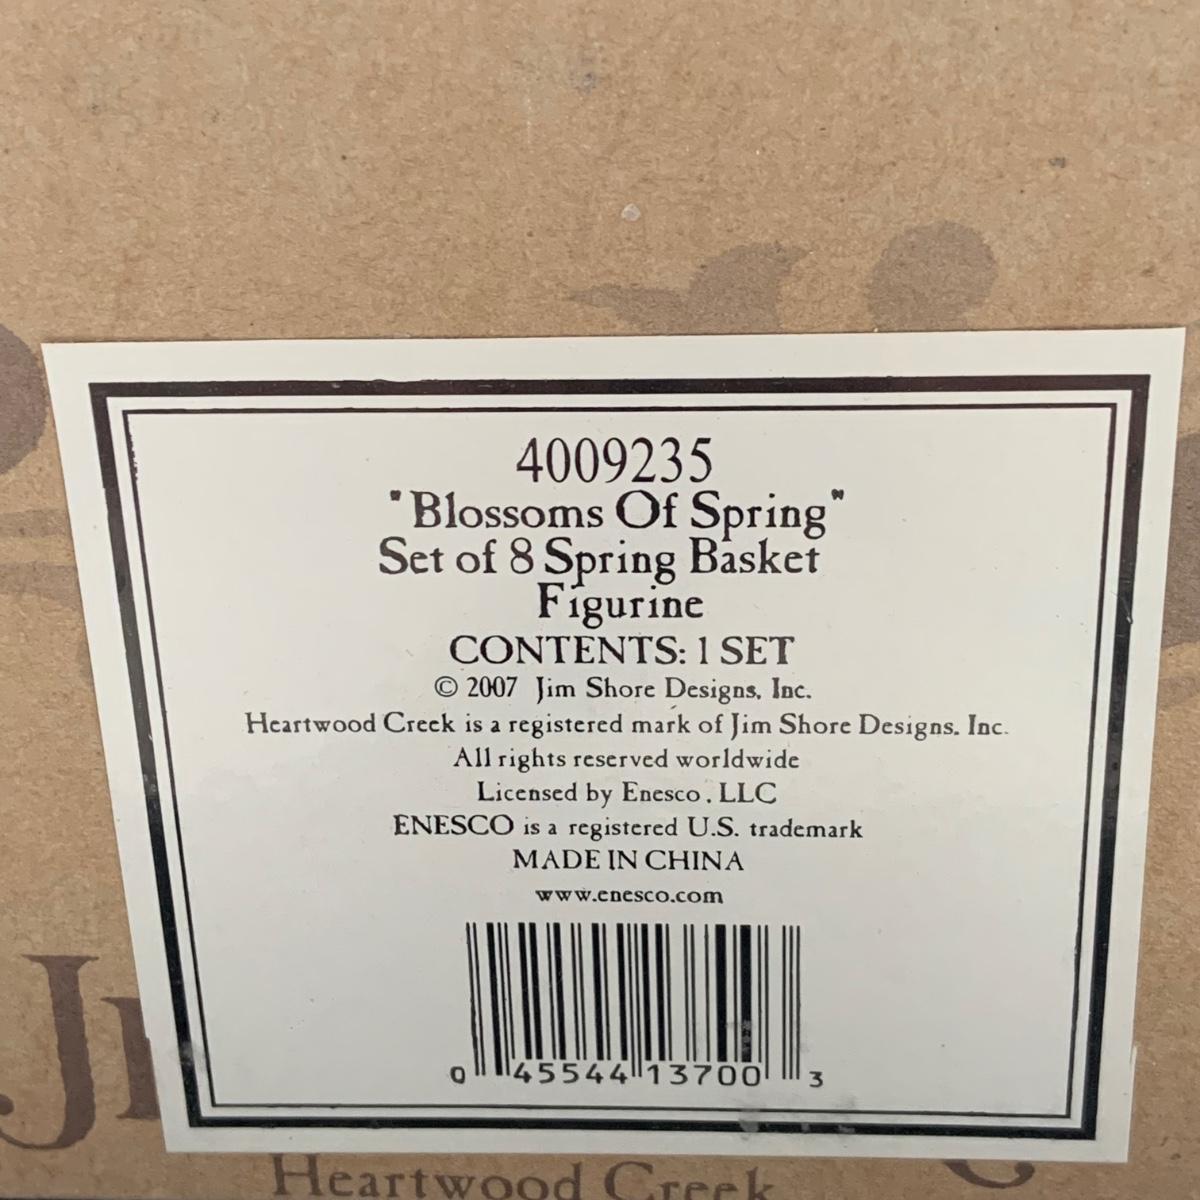 4009235
"Blossoms Of Spring"
Set of 8 Spring Basket
Figurine
CONTENTS: 1 SET
© 2007 Jim Shore Designs, Inc.
Heartwood Creek is a registered mark of Jim Shore Designs, Inc.
All rights reserved worldwide
Licensed by Enesco, LLC
ENESCO is a registered U.S. trademark
MADE IN CHINA
www.enesco.com
0 45544 13700 3
Heartwood Creek